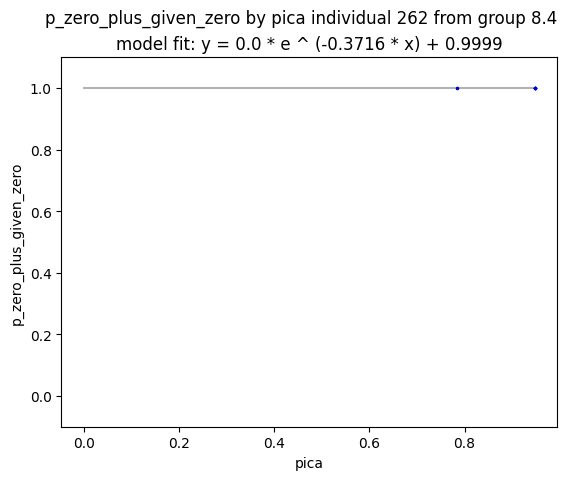 p_zero_plus_given_zero by pica individual 262 from group 8.4
model fit: y = 0.0 * e ^ (-0.3716 * x) + 0.9999
1.0
0.8
0.6
0.4
0.2
0.0
p_zero_plus_given_zero
0.0 0.2 0.4 0.6 0.8
pica